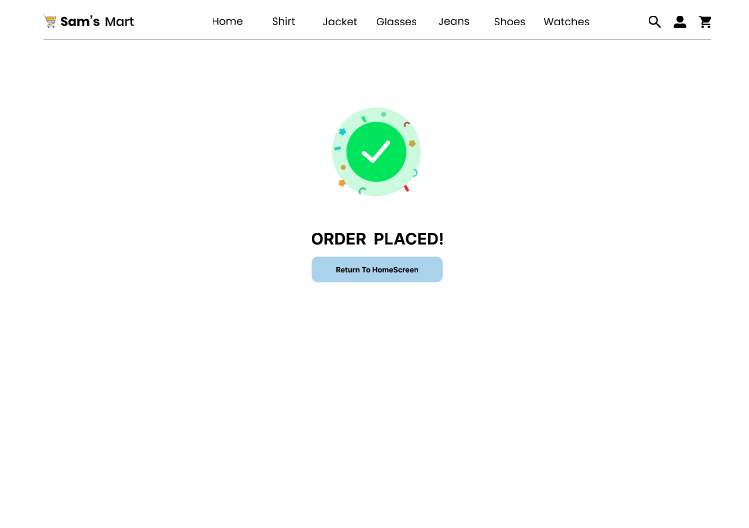 Sam's Mart Home Shirt Jacket Glasses Jeans Shoes Watches
ORDER PLACED!
Return To HomeScreen